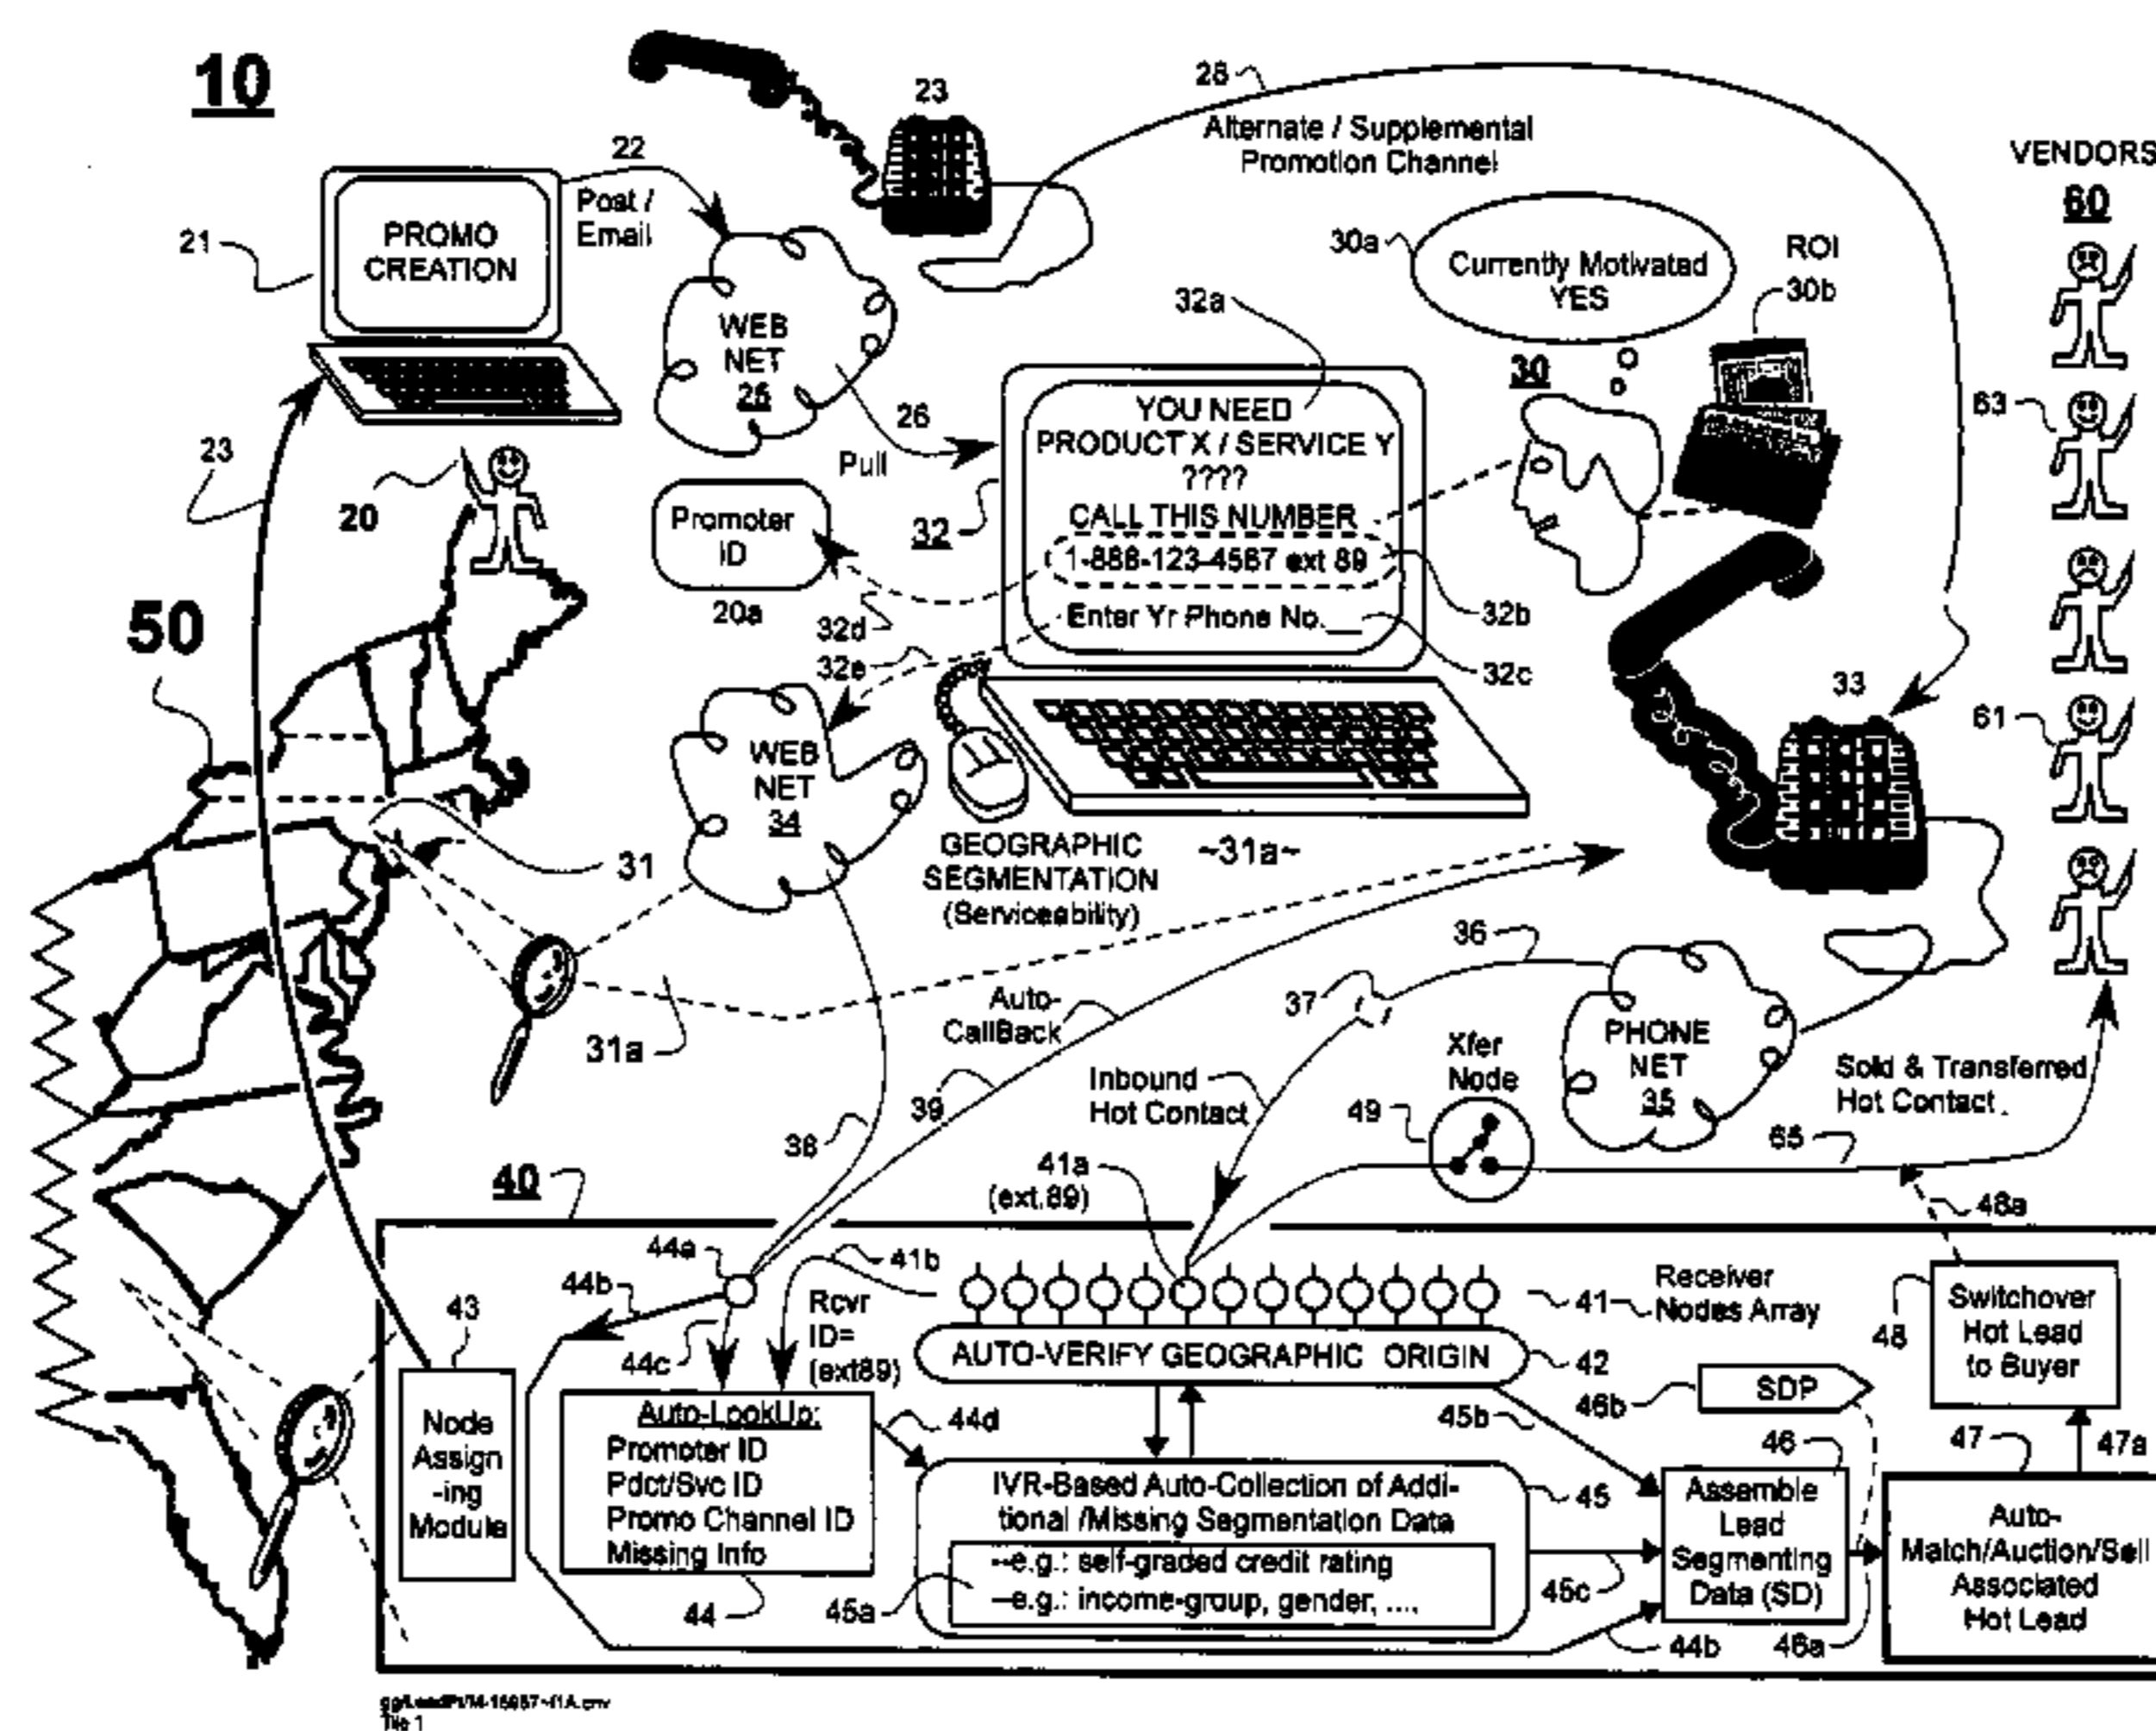 10
23
28
Alternate / Supplemental
Promotion Channel
VENDORS
60
22
Post /
Email
21
PROMO
CREATION
30a
Currently Motivated
YES
ROI
30b
WEB
NET
25
32a
30
26
Pull
YOU NEED
PRODUCT X / SERVICE Y
????
CALL THIS NUMBER
1-888-123-4567 ext 89
Enter Yr Phone No.
63
23
20
Promoter
ID
20a
32
32b
32d
32e
32c
50
33
61
WEB
NET
34
31
GEOGRAPHIC
SEGMENTATION
(Serviceability)
~31a~
31a
Auto-
CallBack
36
37
PHONE
NET
35
Xfer
Node
49
Sold & Transferred
Hot Contact
Inbound
Hot Contact
39
38
65
40
41a
(ext.89)
48a
44a
41b
44b
43
Rcvr
ID=
(ext89)
44c
Receiver
Nodes Array
41
AUTO-VERIFY GEOGRAPHIC ORIGIN
42
48
Switchover
Hot Lead
to Buyer
SDP
46b
Node
Assign
-ing
Module
Auto-LookUp:
Promoter ID
Pdct/Svc ID
Promo Channel ID
Missing Info
44
44d
45b
46
47
47a
IVR-Based Auto-Collection of Addi-
tional /Missing Segmentation Data
--e.g.: self-graded credit rating
--e.g.: income-group, gender, ....
45
45a
45c
Assemble
Lead
Segmenting
Data (SD)
Auto-
Match/Auction/Sell
Associated
Hot Lead
44b
46a